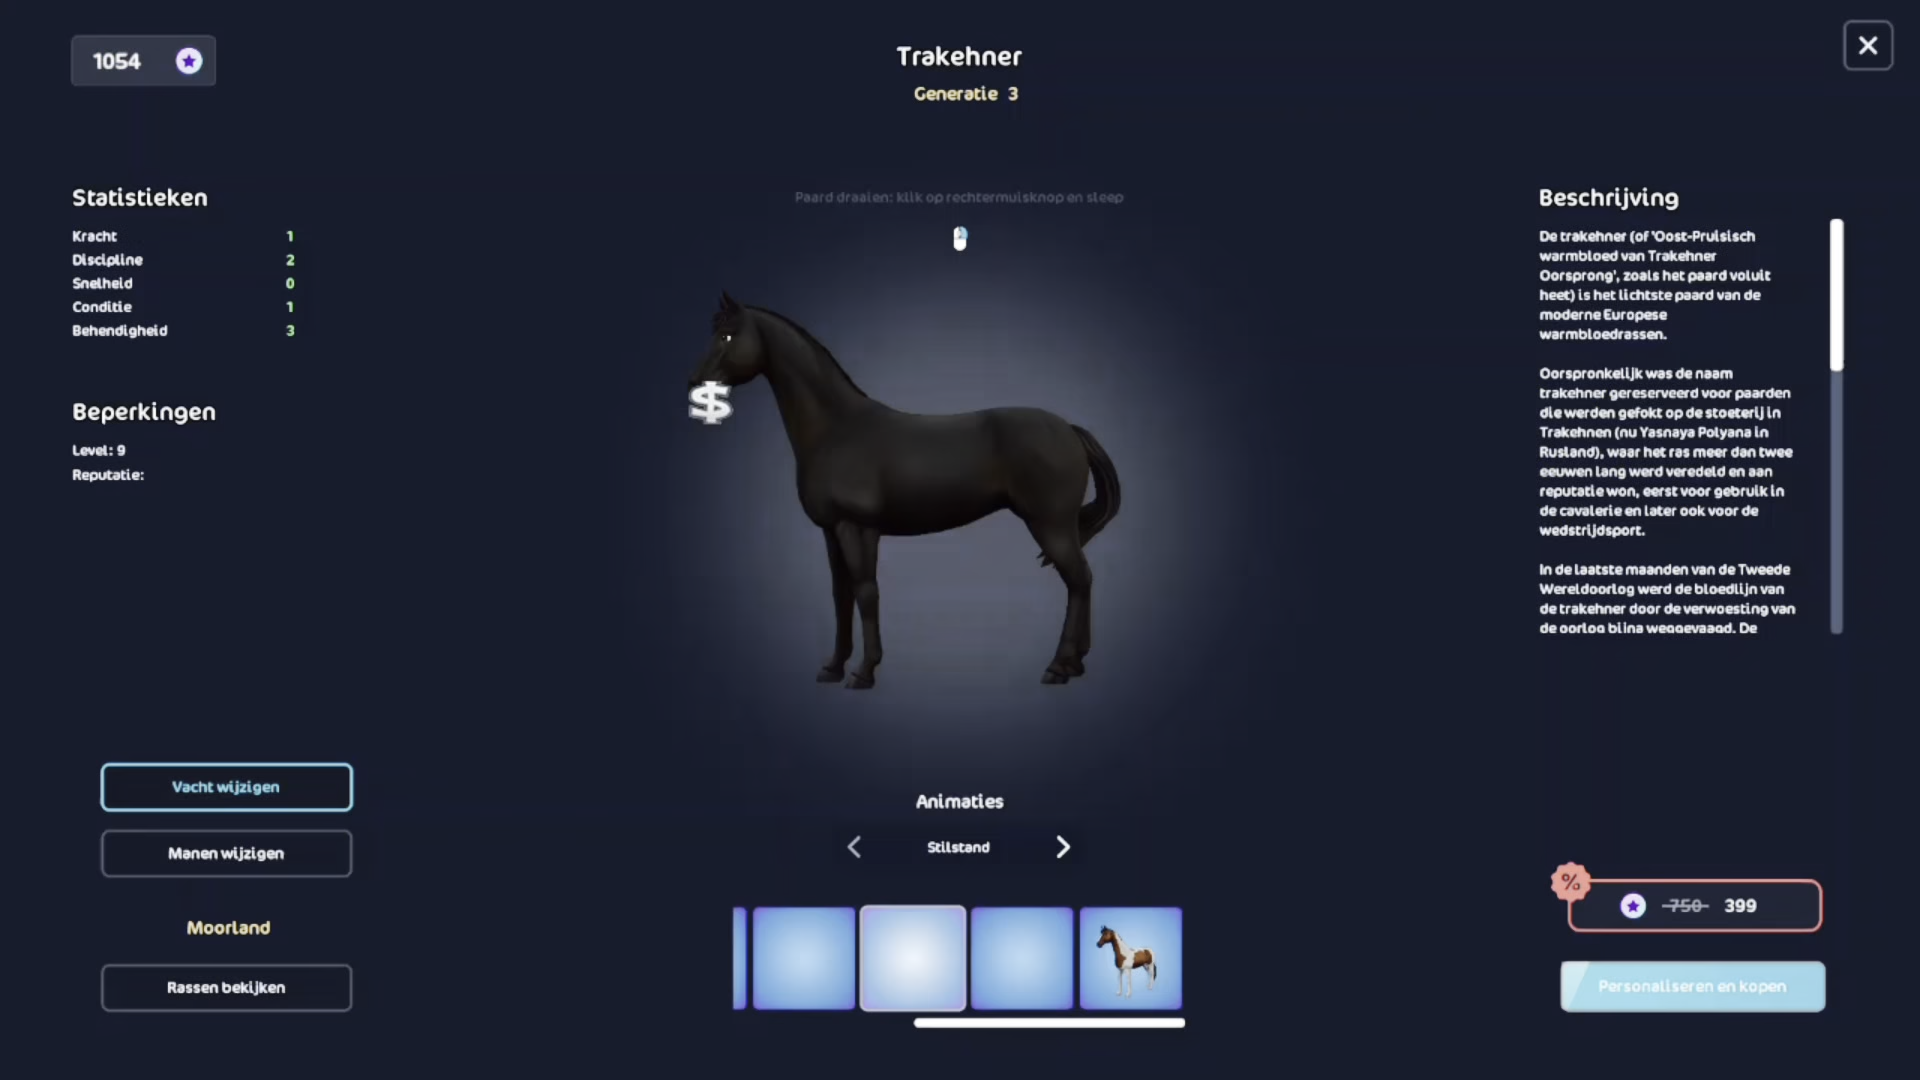 1054
Trakehner
Generatie 3
Statistieken
Kracht 1
Discipline 2
Snelheid 0
Conditie 1
Behendigheid 3
Beperkingen
Level: 9
Reputatie:
Paard draaien: klik op rechtermuisknop en sleep
$
Beschrijving
De trakehner (of 'Oost-Pruisisch
warmbloed van Trakehner
Oorsprong', zoals het paard voluit
heet) is het lichtste paard van de
moderne Europese
warmbloedrassen.
Oorspronkelijk was de naam
trakehner gereserveerd voor paarden
die werden gefokt op de stoeterij in
Trakehnen (nu Yasnaya Polyana in
Rusland), waar het ras meer dan twee
eeuwen lang werd veredeld en aan
reputatie won, eerst voor gebruik in
de cavalerie en later ook voor de
wedstrijdsport.
In de laatste maanden van de Tweede
Wereldoorlog werd de bloedlijn van
de trakehner door de verwoesting van
de oorlog bijna weggevaagd. De
Vacht wijzigen
Manen wijzigen
Moorland
Rassen bekijken
Animaties
Stilstand
%
750 399
Personaliseren en kopen